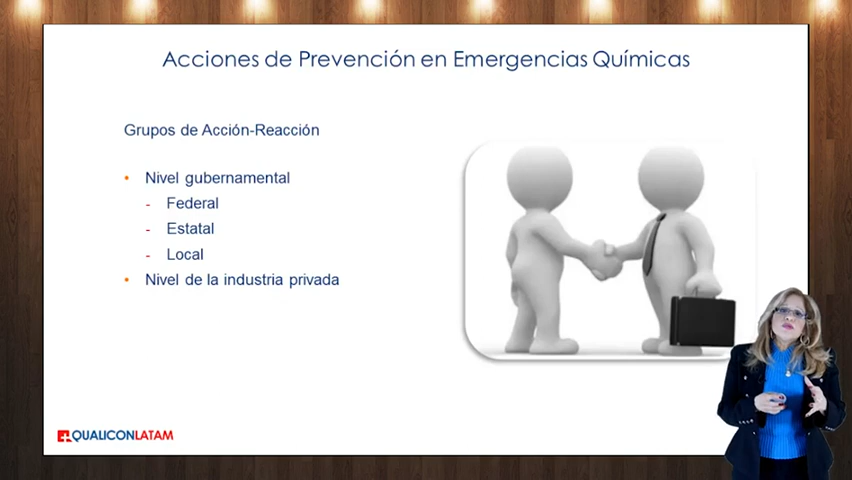 Acciones de Prevención en Emergencias Químicas
Grupos de Acción-Reacción
• Nivel gubernamental
- Federal
- Estatal
- Local
• Nivel de la industria privada
QUALICONLATAM